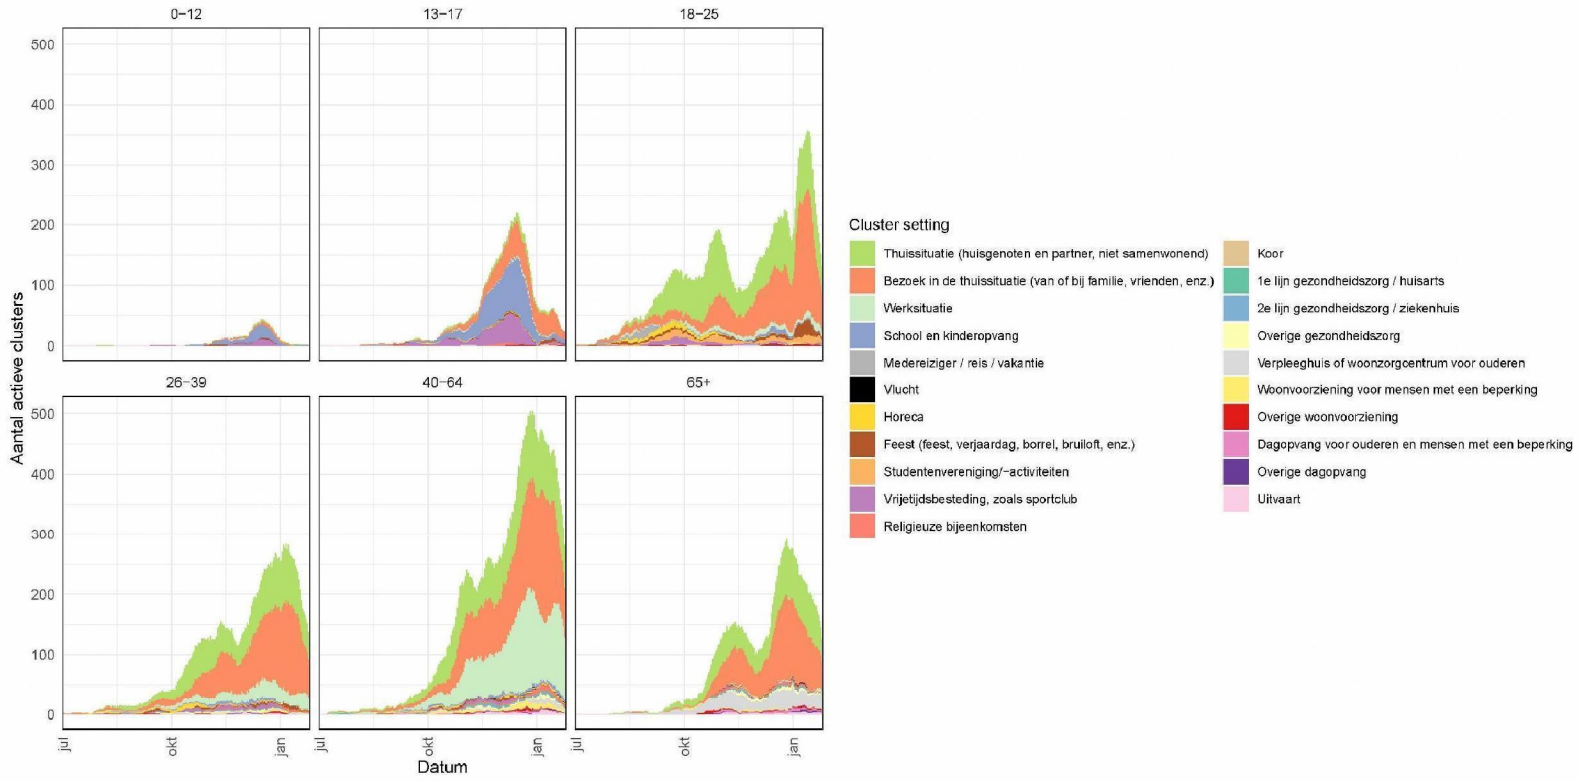 0−12
13−17
18−25
500
400
300
200
100
0
26−39
40−64
65+
500
400
300
200
100
0
jul
okt
jan
jul
okt
jan
jul
okt
jan
Aantal actieve clusters
Datum
Cluster setting
Thuissituatie (huisgenoten en partner, niet samenwonend)
Bezoek in de thuissituatie (van of bij familie, vrienden, enz.)
Werksituatie
School en kinderopvang
Medereiziger / reis / vakantie
Vlucht
Horeca
Feest (feest, verjaardag, borrel, bruiloft, enz.)
Studentenvereniging/−activiteiten
Vrijetijdsbesteding, zoals sportclub
Religieuze bijeenkomsten
Koor
1e lijn gezondheidszorg / huisarts
2e lijn gezondheidszorg / ziekenhuis
Overige gezondheidszorg
Verpleeghuis of woonzorgcentrum voor ouderen
Woonvoorziening voor mensen met een beperking
Overige woonvoorziening
Dagopvang voor ouderen en mensen met een beperking
Overige dagopvang
Uitvaart